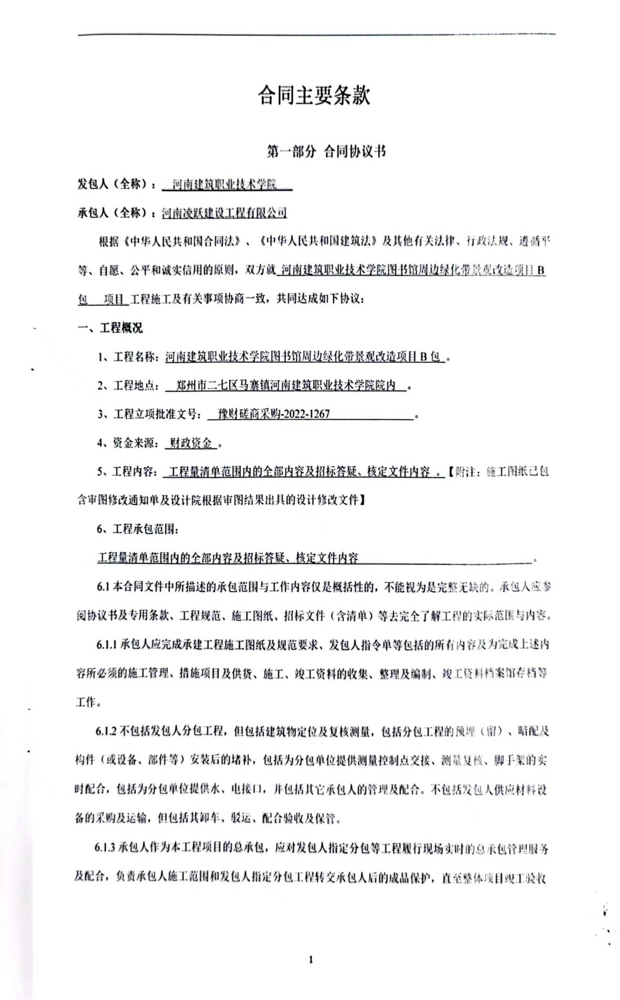 合同主要条款
第一部分 合同协议书
发包人（全称）： 河南建筑职业技术学院
承包人（全称）：河南凌跃建设工程有限公司
根据《中华人民共和国合同法》、《中华人民共和国建筑法》及其他有关法律、行政法规、遵循平
等、自愿、公平和诚实信用的原则，双方就 河南建筑职业技术学院图书馆周边绿化带景观改造项目 B
包 项目 工程施工及有关事项协商一致，共同达成如下协议：
一、工程概况
1、工程名称：河南建筑职业技术学院图书馆周边绿化带景观改造项目 B 包 。
2、工程地点： 郑州市二七区马寨镇河南建筑职业技术学院院内 。
3、工程立项批准文号： 豫财磋商采购-2022-1267 。
4、资金来源： 财政资金 。
5、工程内容： 工程量清单范围内的全部内容及招标答疑、核定文件内容 。【附注：施工图纸已包
含审图修改通知单及设计院根据审图结果出具的设计修改文件】
6、工程承包范围：
工程量清单范围内的全部内容及招标答疑、核定文件内容 。
6.1 本合同文件中所描述的承包范围与工作内容仅是概括性的，不能视为是完整无缺的。承包人应参
阅协议书及专用条款、工程规范、施工图纸、招标文件（含清单）等去完全了解工程的实际范围与内容。
6.1.1 承包人应完成承建工程施工图纸及规范要求、发包人指令单等包括的所有内容及为完成上述内
容所必须的施工管理、措施项目及供货、施工、竣工资料的收集、整理及编制、竣工资料档案馆存档等
工作。
6.1.2 不包括发包人分包工程，但包括建筑物定位及复核测量，包括分包工程的预埋（留）、暗配及
构件（或设备、部件等）安装后的堵补，包括为分包单位提供测量控制点交接、测量复核、脚手架的实
时配合，包括为分包单位提供水、电接口，并包括其它承包人的管理及配合。不包括发包人供应材料设
备的采购及运输，但包括其卸车、驳运、配合验收及保管。
6.1.3 承包人作为本工程项目的总承包，应对发包人指定分包等工程履行现场实时的总承包管理服务
及配合，负责承包人施工范围和发包人指定分包工程转交承包人后的成品保护，直至整体项目竣工验收
1